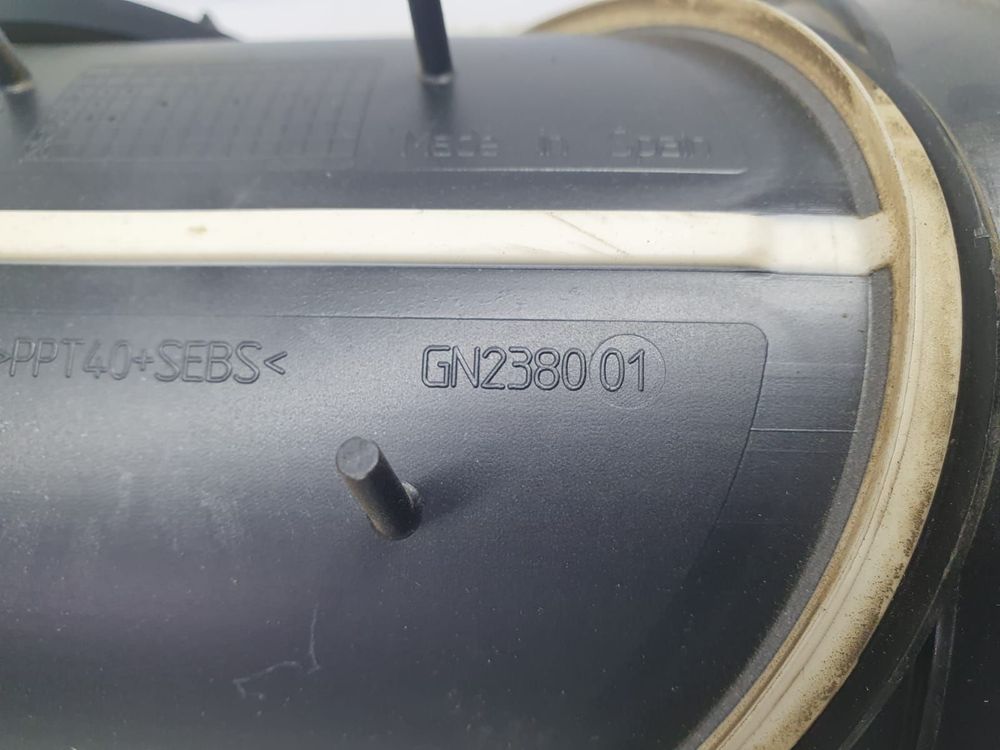 Made in Spain
>PPT40+SEBS< GN2380 01